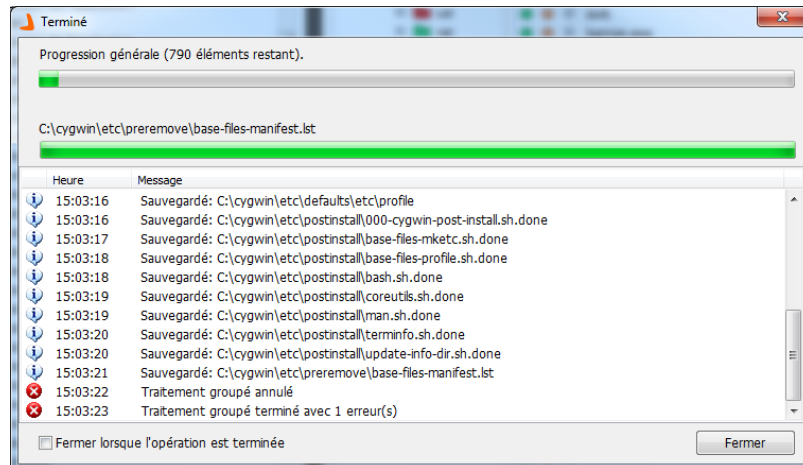 Terminé
Progression générale (790 éléments restant).
C:\cygwin\etc\preremove\base-files-manifest.lst
Heure Message
15:03:16 Sauvegardé: C:\cygwin\etc\defaults\etc\profile
15:03:16 Sauvegardé: C:\cygwin\etc\postinstall\000-cygwin-post-install.sh.done
15:03:17 Sauvegardé: C:\cygwin\etc\postinstall\base-files-mketc.sh.done
15:03:18 Sauvegardé: C:\cygwin\etc\postinstall\base-files-profile.sh.done
15:03:18 Sauvegardé: C:\cygwin\etc\postinstall\bash.sh.done
15:03:19 Sauvegardé: C:\cygwin\etc\postinstall\coreutils.sh.done
15:03:19 Sauvegardé: C:\cygwin\etc\postinstall\man.sh.done
15:03:20 Sauvegardé: C:\cygwin\etc\postinstall\terminfo.sh.done
15:03:20 Sauvegardé: C:\cygwin\etc\postinstall\update-info-dir.sh.done
15:03:21 Sauvegardé: C:\cygwin\etc\preremove\base-files-manifest.lst
15:03:22 Traitement groupé annulé
15:03:23 Traitement groupé terminé avec 1 erreur(s)
Fermer lorsque l'opération est terminée
Fermer